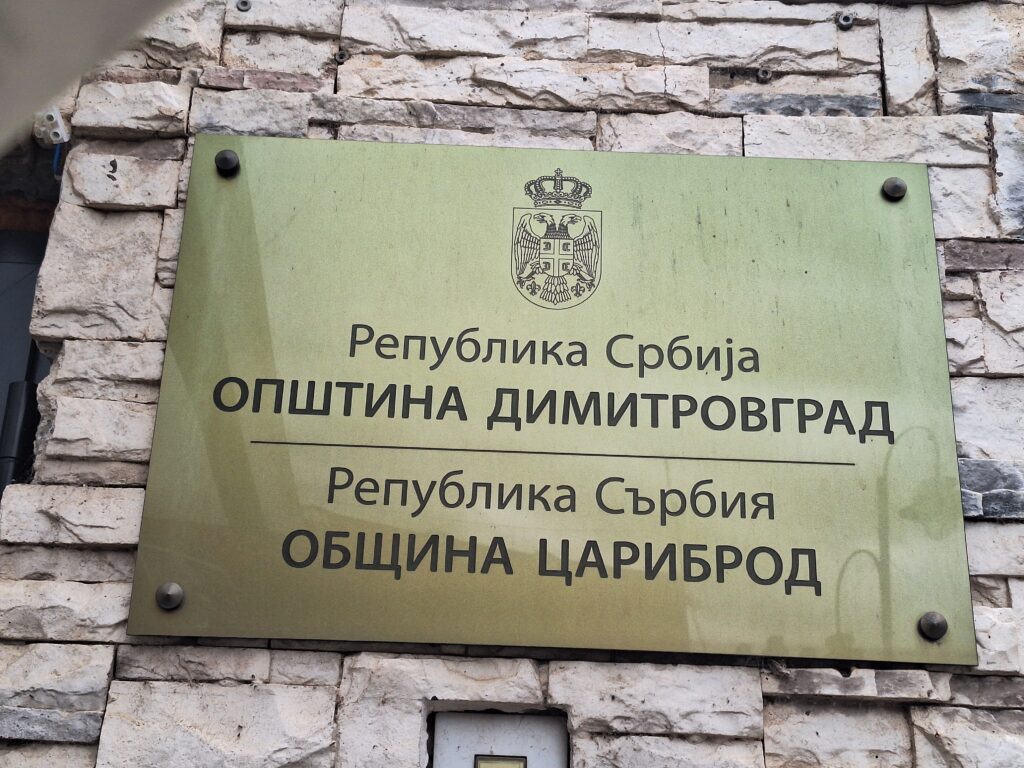 Република Србија
ОПШТИНА ДИМИТРОВГРАД
Република Сърбия
ОБЩИНА ЦАРИБРОД